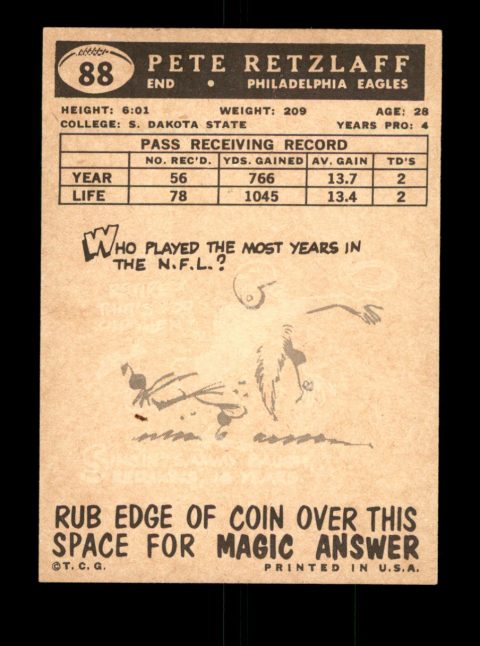 88
PETE RETZLAFF
END • PHILADELPHIA EAGLES
HEIGHT: 6:01 WEIGHT: 209 AGE: 28
COLLEGE: S. DAKOTA STATE YEARS PRO: 4
PASS RECEIVING RECORD
NO. REC'D. YDS. GAINED AV. GAIN TD'S
YEAR 56 766 13.7 2
LIFE 78 1045 13.4 2
WHO PLAYED THE MOST YEARS IN
THE N.F.L.?
RUB EDGE OF COIN OVER THIS
SPACE FOR MAGIC ANSWER
©T.C.G. PRINTED IN U.S.A.